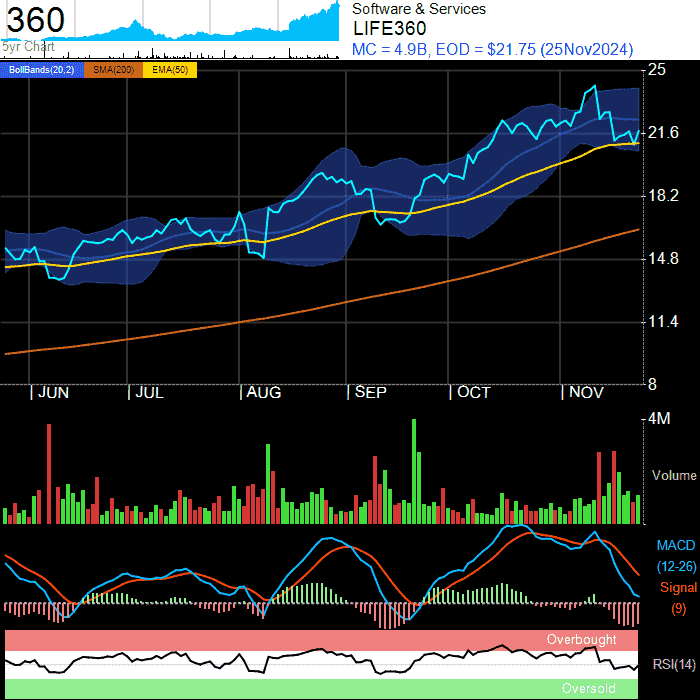 360
5yr Chart
Software & Services
LIFE360
MC = 4.9B, EOD = $21.75 (25Nov2024)
BollBands(20,2) SMA(200) EMA(50)
25
21.6
18.2
14.8
11.4
8
JUN JUL AUG SEP OCT NOV
4M
Volume
MACD
(12-26)
Signal
(9)
Overbought
RSI(14)
Oversold